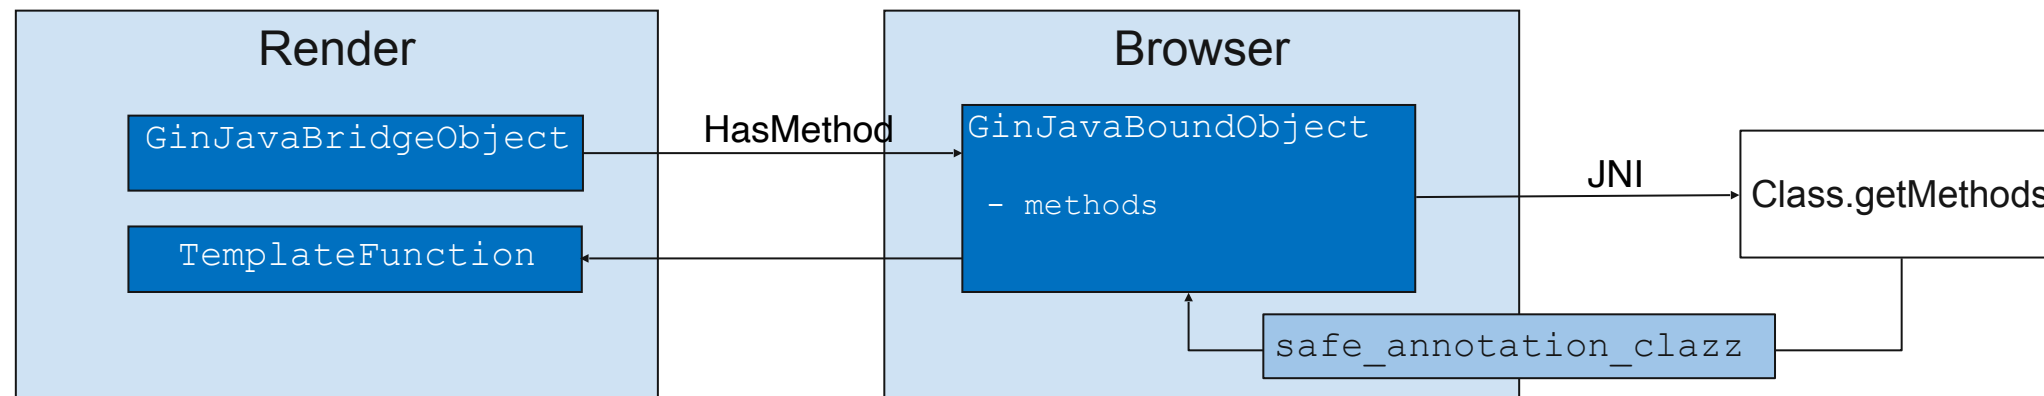 Render
Browser
GinJavaBridgeObject
HasMethod
GinJavaBoundObject
- methods
JNI
Class.getMethods
TemplateFunction
safe_annotation_clazz